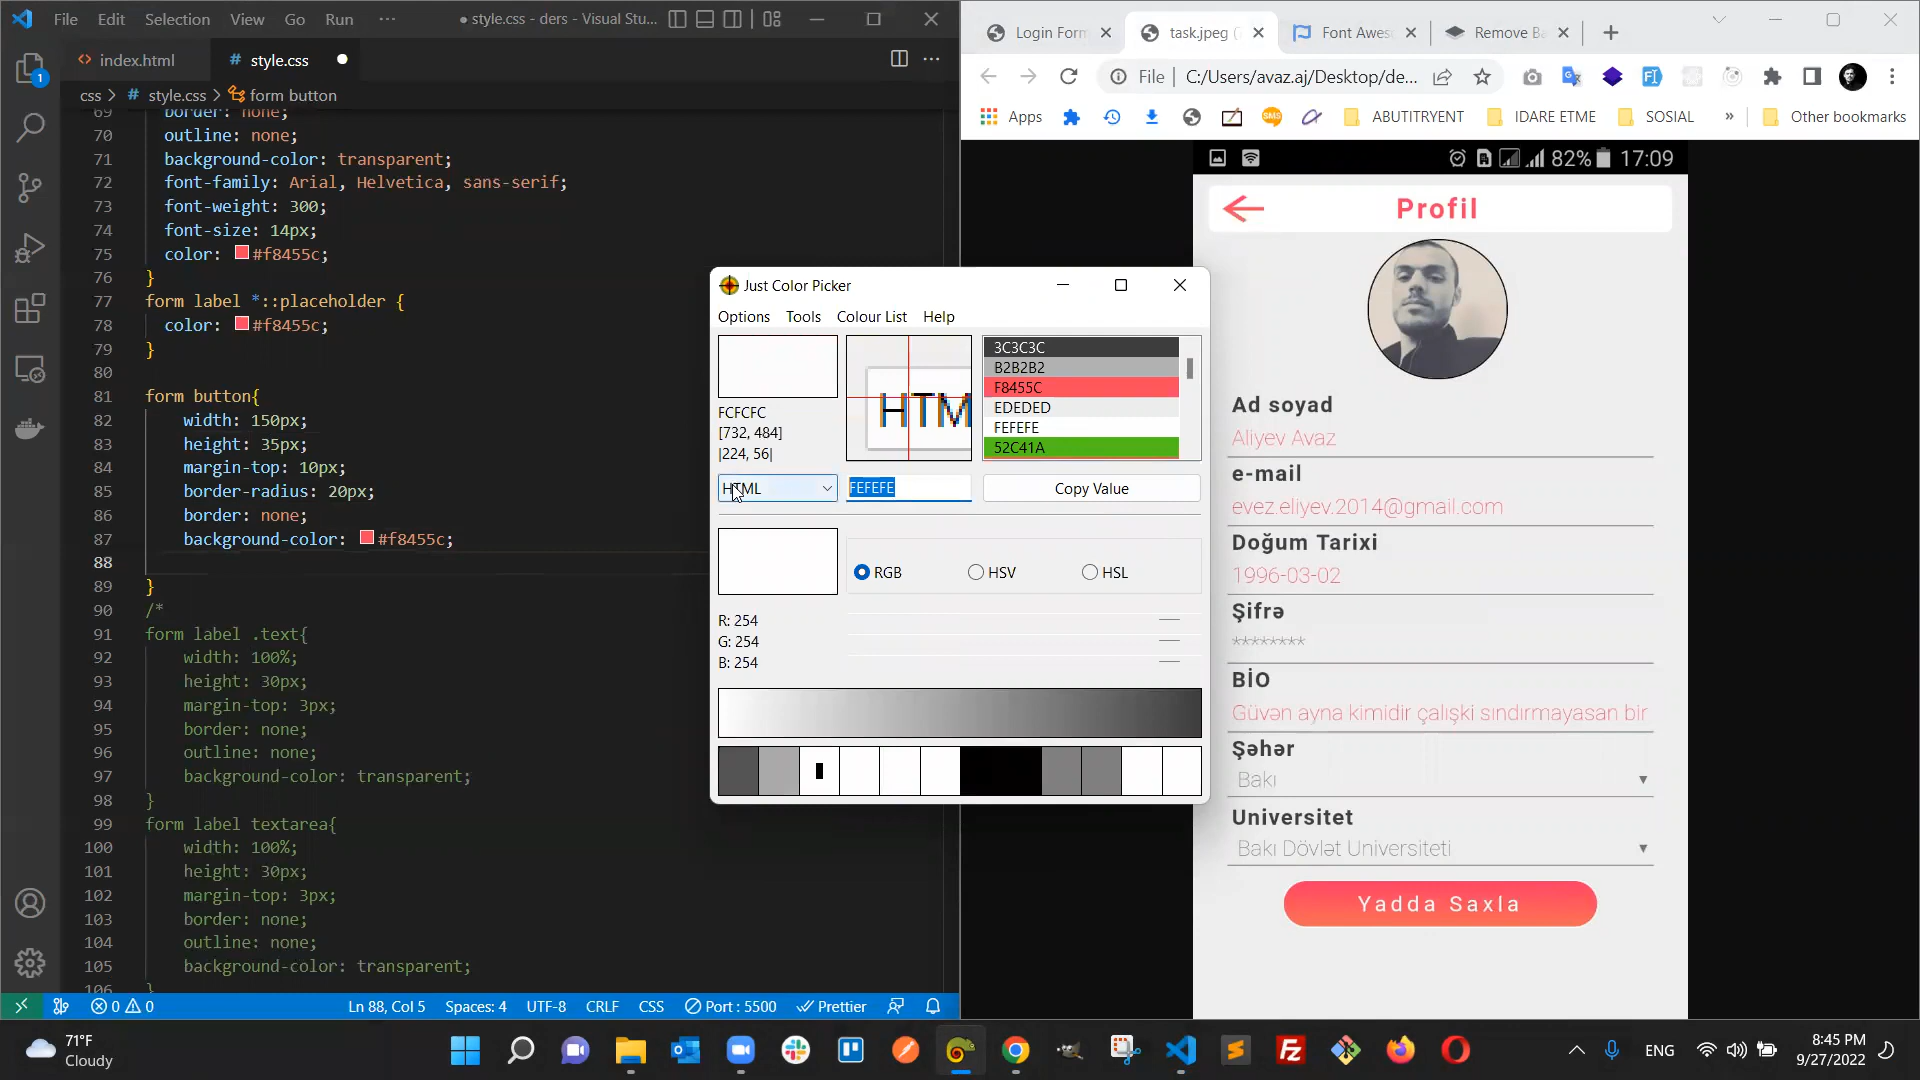 File Edit Selection View Go Run ··· ● style.css - ders - Visual Stu...
index.html
# style.css ●
css > # style.css > form button
69 border: none;
70 outline: none;
71 background-color: transparent;
72 font-family: Arial, Helvetica, sans-serif;
73 font-weight: 300;
74 font-size: 14px;
75 color: #f8455c;
76 }
77 form label *::placeholder {
78 color: #f8455c;
79 }
80
81 form button{
82 width: 150px;
83 height: 35px;
84 margin-top: 10px;
85 border-radius: 20px;
86 border: none;
87 background-color: #f8455c;
88
89 }
90 /*
91 form label .text{
92 width: 100%;
93 height: 30px;
94 margin-top: 3px;
95 border: none;
96 outline: none;
97 background-color: transparent;
98 }
99 form label textarea{
100 width: 100%;
101 height: 30px;
102 margin-top: 3px;
103 border: none;
104 outline: none;
105 background-color: transparent;
106 }
1
0 0 Ln 88, Col 5 Spaces: 4 UTF-8 CRLF CSS Port : 5500 Prettier
Just Color Picker
Options Tools Colour List Help
HTM
FCFCFC
[732, 484]
|224, 56|
3C3C3C
B2B2B2
F8455C
EDEDED
FEFEFE
52C41A
HTML FEFEFE Copy Value
RGB HSV HSL
R: 254
G: 254
B: 254
Login Form task.jpeg ( Font Awes Remove Ba
File | C:/Users/avaz.aj/Desktop/de...
Apps ABUTITRYENT IDARE ETME SOSIAL » Other bookmarks
82% 17:09
Profil
Ad soyad
Aliyev Avaz
e-mail
evez.eliyev.2014@gmail.com
Doğum Tarixi
1996-03-02
Şifrə
********
BİO
Güvən ayna kimidir çalışki sındırmayasan bir
Şəhər
Bakı
Universitet
Bakı Dövlət Universiteti
Yadda Saxla
71°F
Cloudy
ENG
8:45 PM
9/27/2022